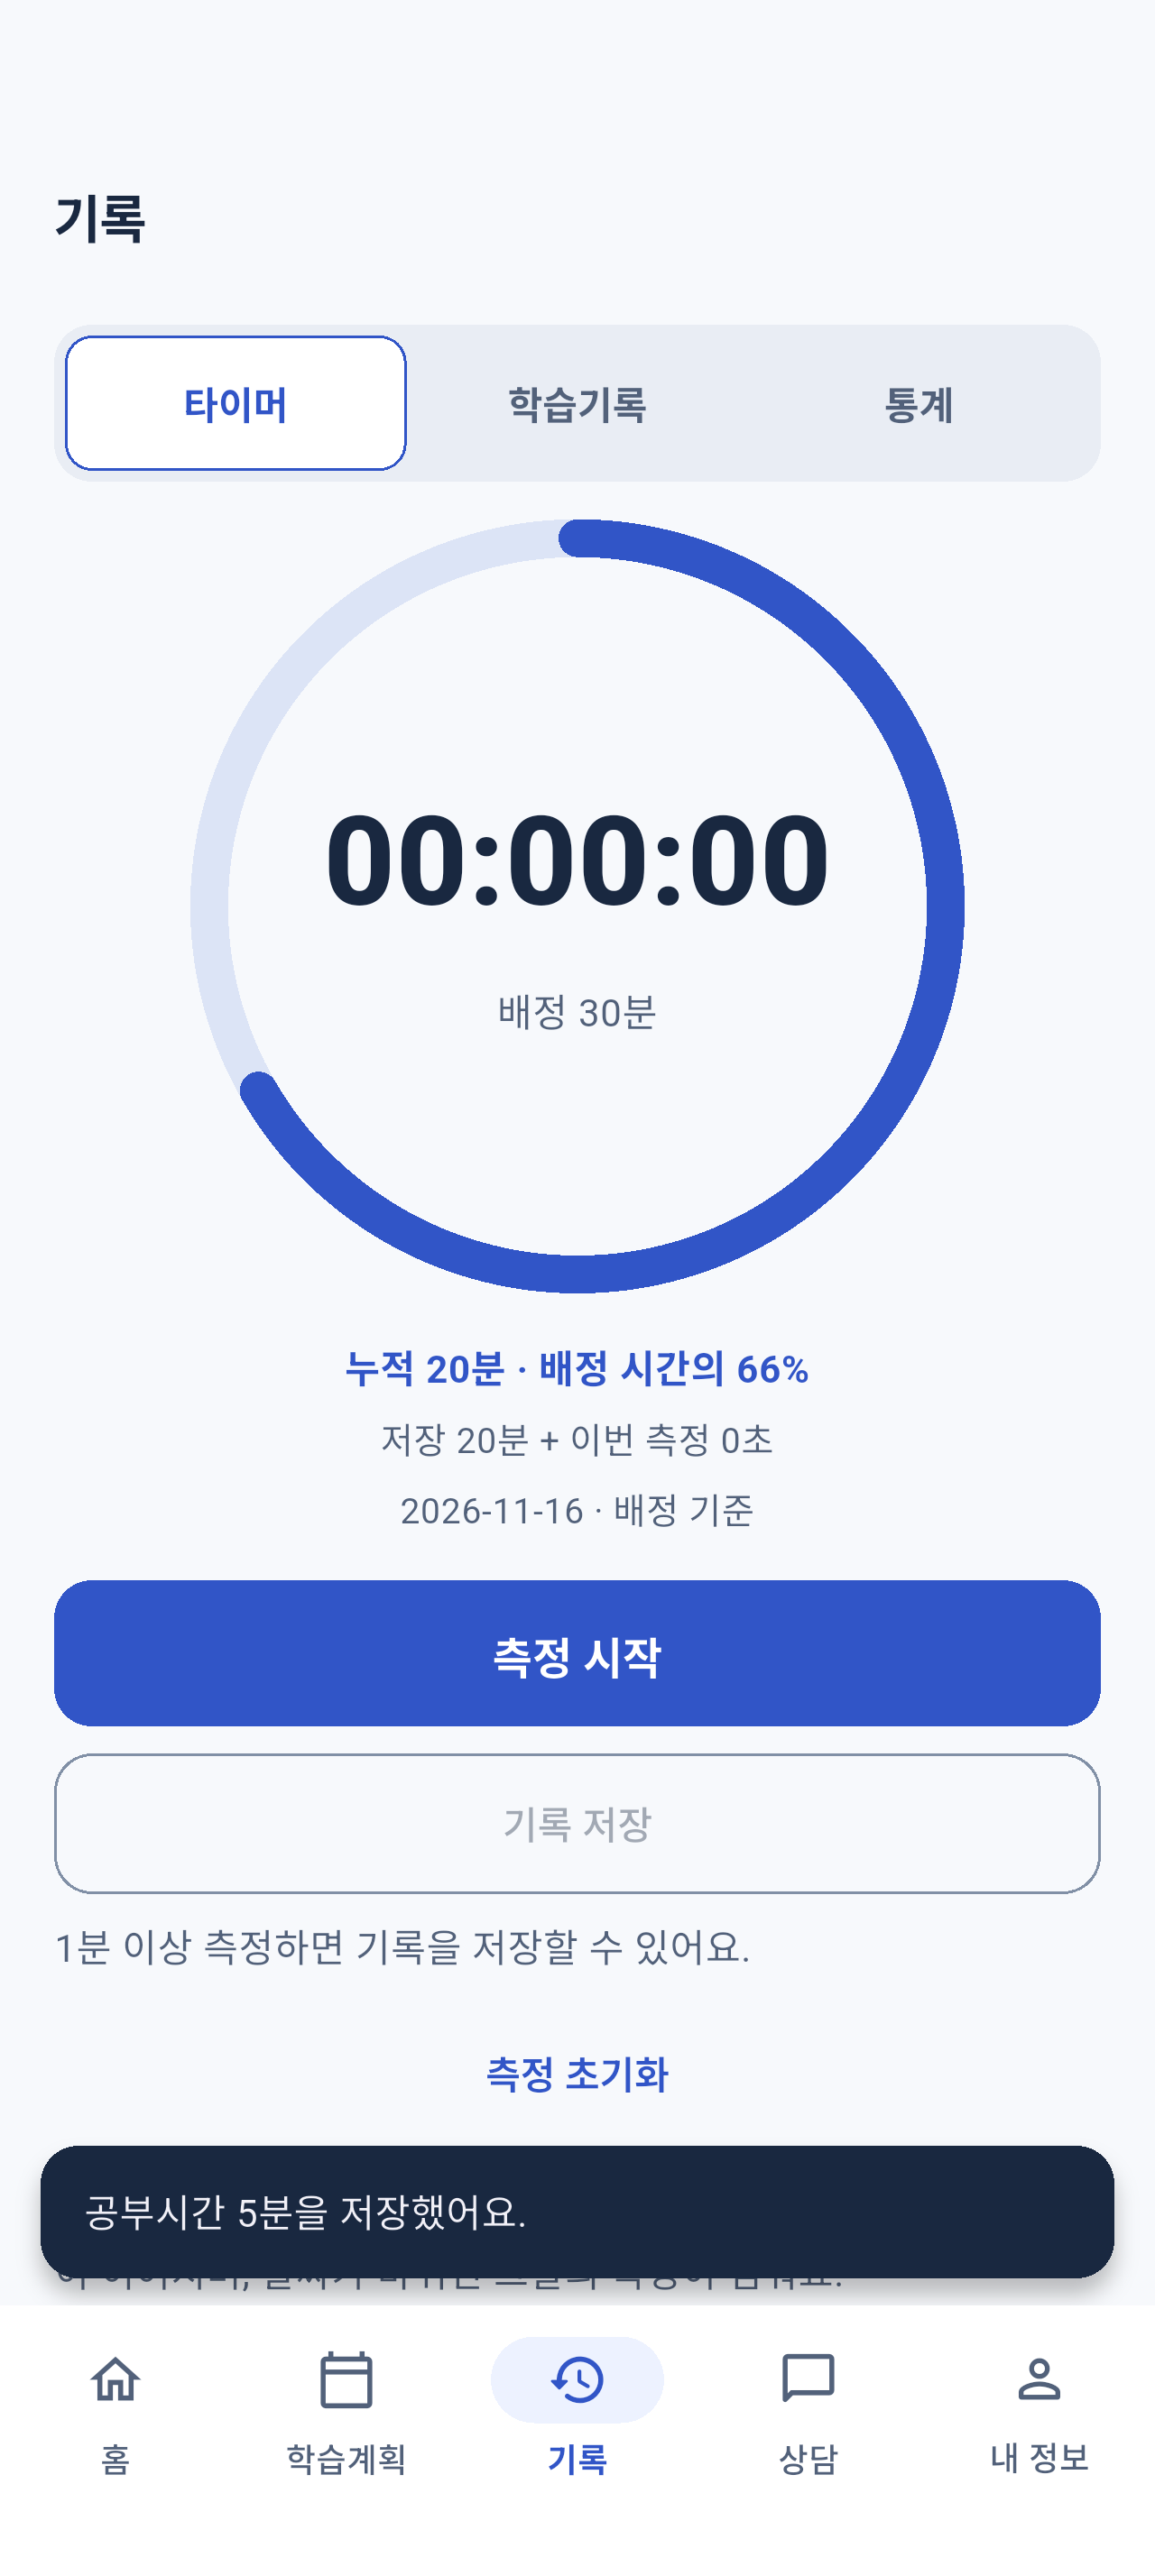 기록
타이머 학습기록 통계
00:00:00
배정 30분
누적 20분 · 배정 시간의 66%
저장 20분 + 이번 측정 0초
2026-11-16 · 배정 기준
측정 시작
기록 저장
1분 이상 측정하면 기록을 저장할 수 있어요.
측정 초기화
공부시간 5분을 저장했어요.
홈 학습계획 기록 상담 내 정보